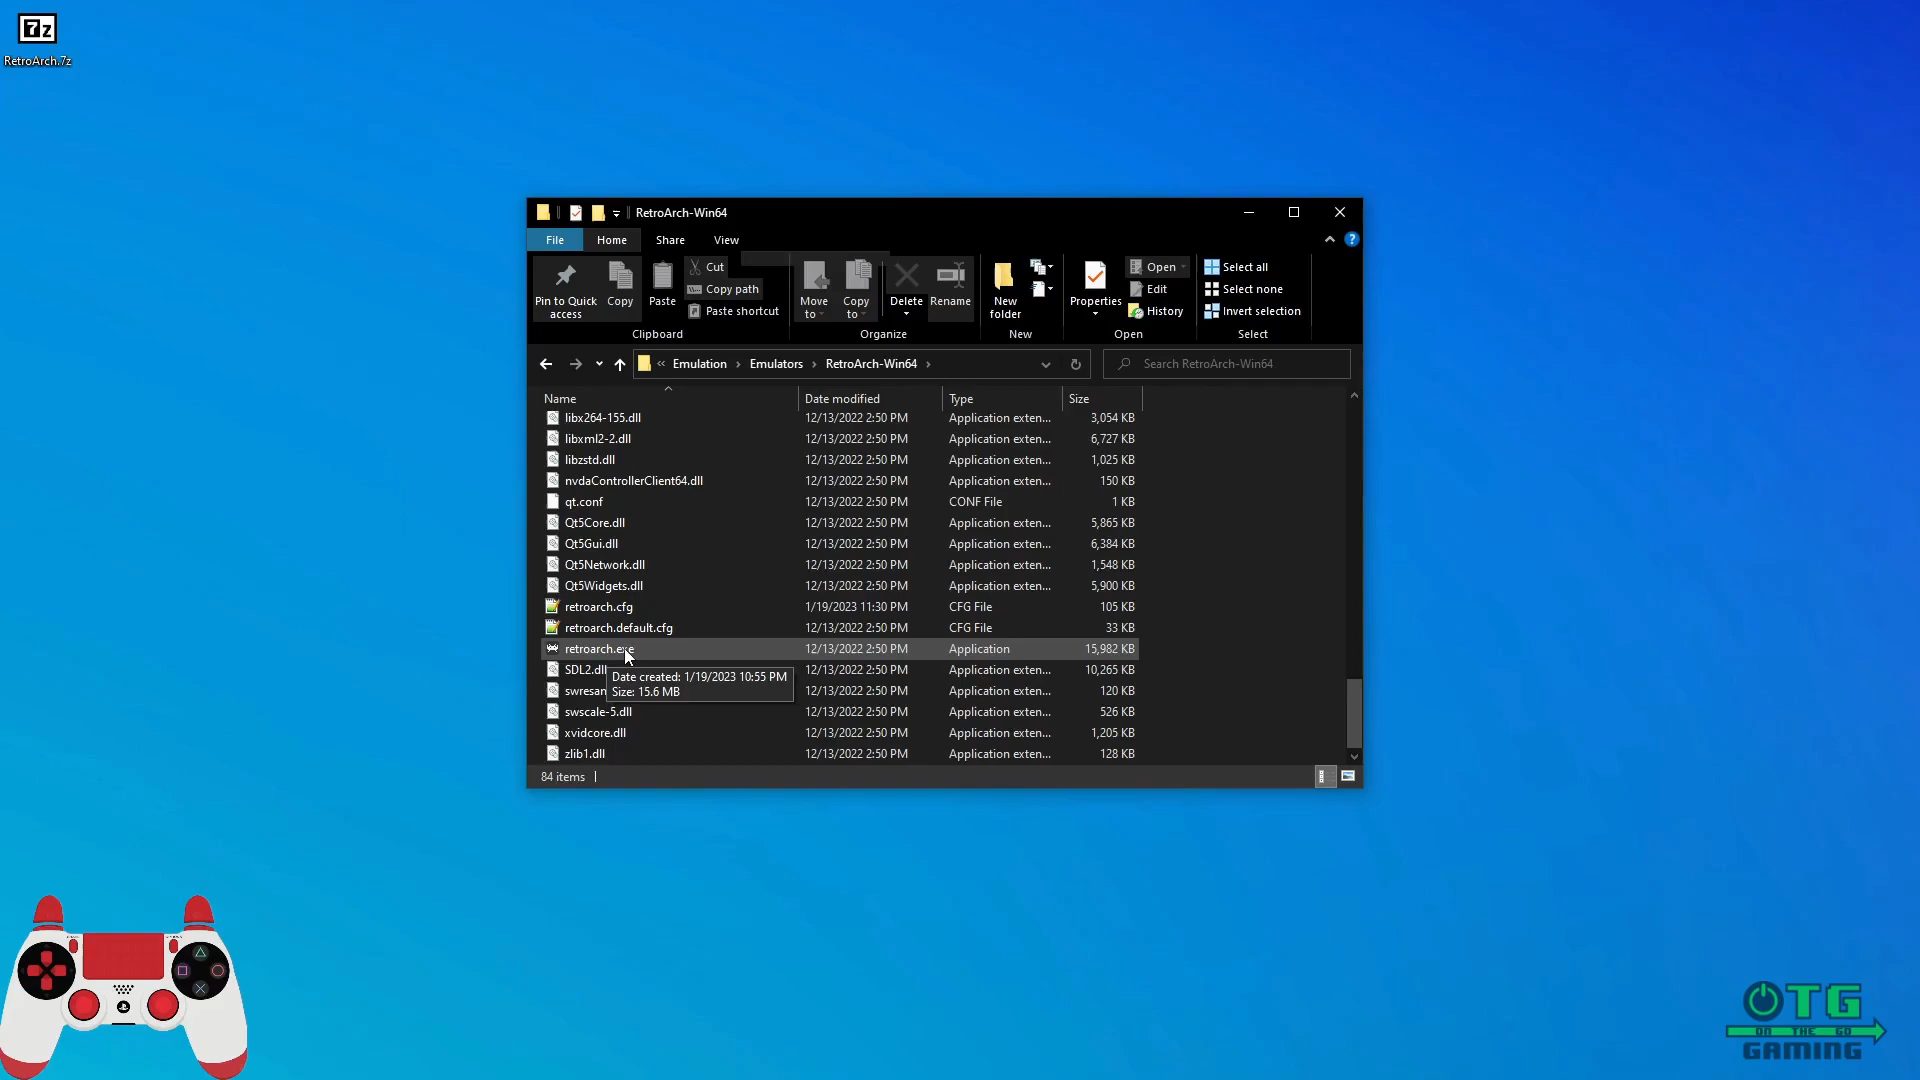 7z
RetroArch.7z
RetroArch-Win64
File Home Share View
Pin to Quick access
Copy
Paste
Cut
Copy path
Paste shortcut
Clipboard
Move to
Copy to
Delete
Rename
Organize
New folder
New
Properties
Open
Edit
History
Open
Select all
Select none
Invert selection
Select
« Emulation › Emulators › RetroArch-Win64 ›
Search RetroArch-Win64
Name Date modified Type Size
libx264-155.dll 12/13/2022 2:50 PM Application exten... 3,054 KB
libxml2-2.dll 12/13/2022 2:50 PM Application exten... 6,727 KB
libzstd.dll 12/13/2022 2:50 PM Application exten... 1,025 KB
nvdaControllerClient64.dll 12/13/2022 2:50 PM Application exten... 150 KB
qt.conf 12/13/2022 2:50 PM CONF File 1 KB
Qt5Core.dll 12/13/2022 2:50 PM Application exten... 5,865 KB
Qt5Gui.dll 12/13/2022 2:50 PM Application exten... 6,384 KB
Qt5Network.dll 12/13/2022 2:50 PM Application exten... 1,548 KB
Qt5Widgets.dll 12/13/2022 2:50 PM Application exten... 5,900 KB
retroarch.cfg 1/19/2023 11:30 PM CFG File 105 KB
retroarch.default.cfg 12/13/2022 2:50 PM CFG File 33 KB
retroarch.exe 12/13/2022 2:50 PM Application 15,982 KB
SDL2.dll 12/13/2022 2:50 PM Application exten... 10,265 KB
Date created: 1/19/2023 10:55 PM
Size: 15.6 MB
swresan 12/13/2022 2:50 PM Application exten... 120 KB
swscale-5.dll 12/13/2022 2:50 PM Application exten... 526 KB
xvidcore.dll 12/13/2022 2:50 PM Application exten... 1,205 KB
zlib1.dll 12/13/2022 2:50 PM Application exten... 128 KB
84 items
OTG
ON THE GO
GAMING